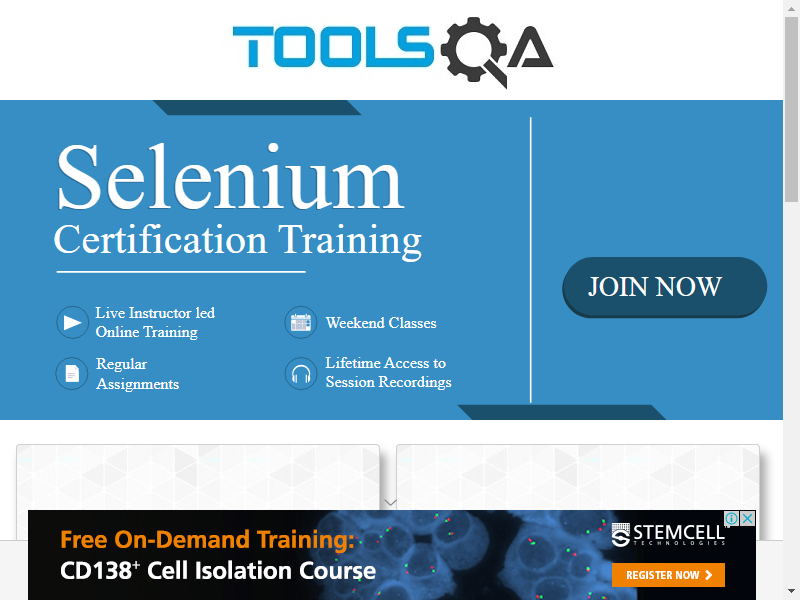 TOOLSQA
Selenium
Certification Training
Live Instructor led
Online Training
Weekend Classes
Regular
Assignments
Lifetime Access to
Session Recordings
JOIN NOW
Free On-Demand Training:
CD138+ Cell Isolation Course
STEMCELL™
TECHNOLOGIES
REGISTER NOW